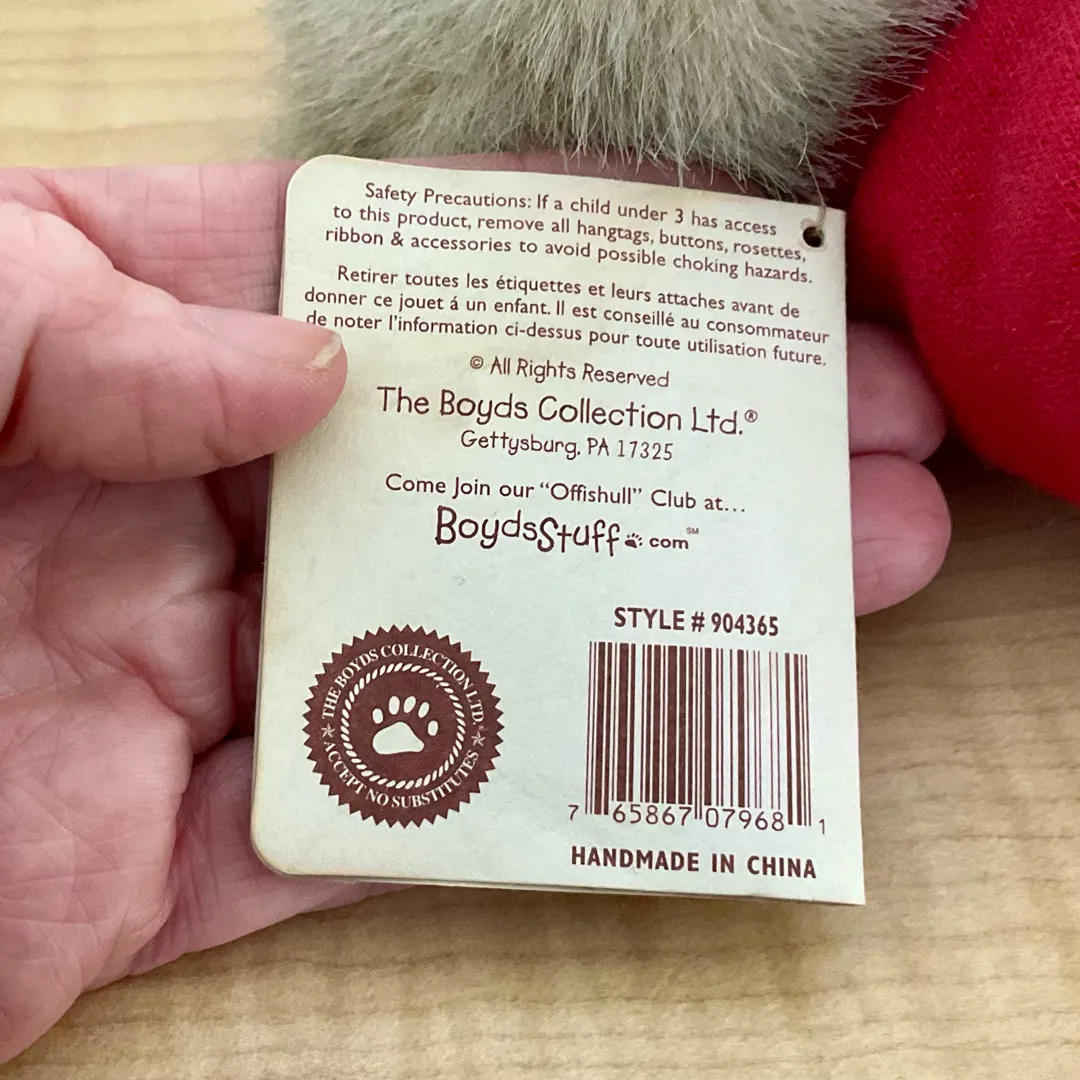 Safety Precautions: If a child under 3 has access
to this product, remove all hangtags, buttons, rosettes,
ribbon & accessories to avoid possible choking hazards.
Retirer toutes les étiquettes et leurs attaches avant de
donner ce jouet á un enfant. Il est conseillé au consommateur
de noter l'information ci-dessus pour toute utilisation future.
© All Rights Reserved
The Boyds Collection Ltd.®
Gettysburg, PA 17325
Come Join our "Offishull" Club at...
BoydsStuff.com℠
THE BOYDS COLLECTION LTD.®
ACCEPT NO SUBSTITUTES
STYLE # 904365
7 65867 07968 1
HANDMADE IN CHINA